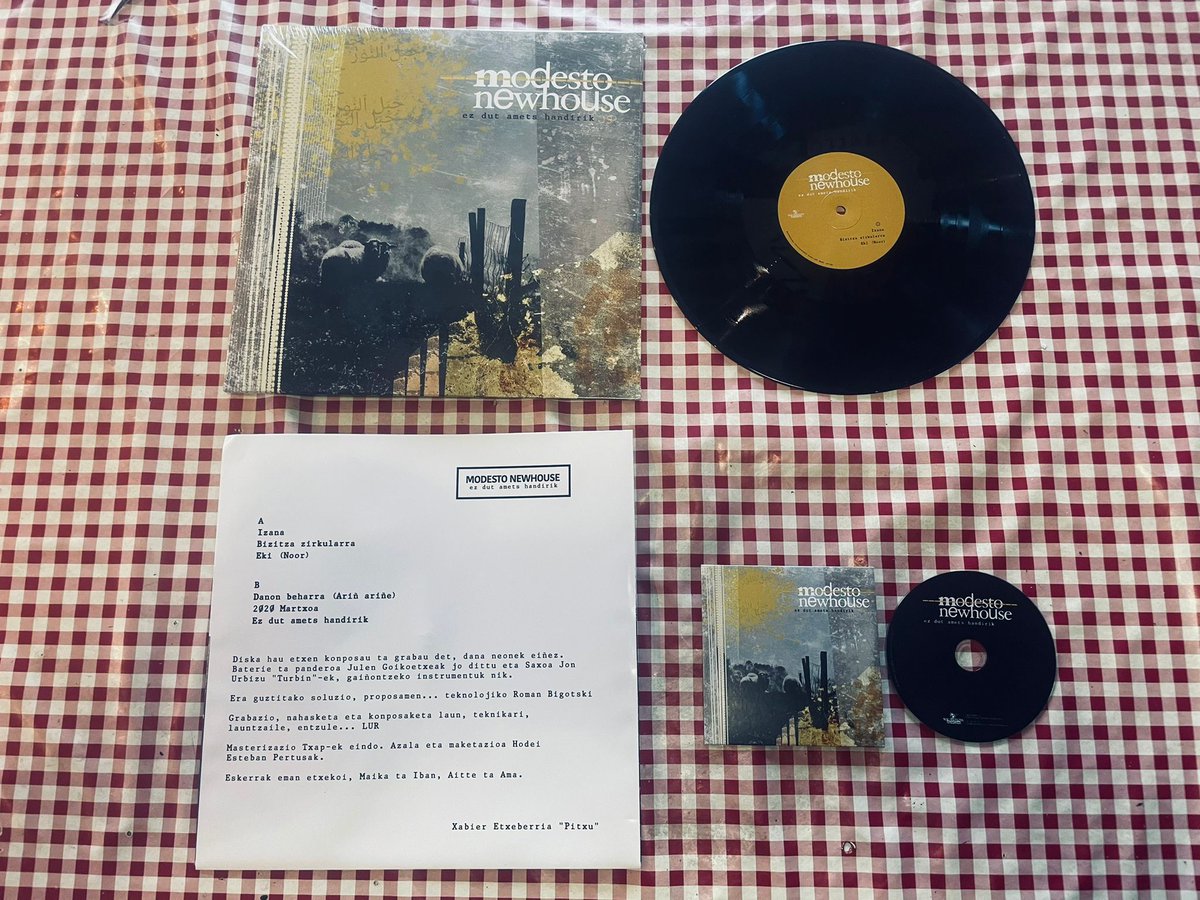 modesto
newhouse
ez dut amets handirik
modesto
newhouse
ez dut amets handirik
Izana
Bizitza zirkularra
Eki (Noor)
MODESTO NEWHOUSE
ez dut amets handirik
A
Izana
Bizitza zirkularra
Eki (Noor)
B
Danon beharra (Ariñ ariñe)
2020 Martxoa
Ez dut amets handirik
Diska hau etxen konposau ta grabau det, dana neonek eiñez.
Baterie ta panderoa Julen Goikoetxeak jo dittu eta Saxoa Jon
Urbizu "Turbin"-ek, gaiñontzeko instrumentuk nik.
Era guztitako soluzio, proposamen... teknolojiko Roman Bigotski
Grabazio, nahasketa eta konposaketa laun, teknikari,
launtzaile, entzule... LUR
Masterizazio Txap-ek eindo. Azala eta maketazioa Hodei
Esteban Pertusak.
Eskerrak eman etxekoi, Maika ta Iban, Aitte ta Ama.
Xabier Etxeberria "Pitxu"
modesto
newhouse
ez dut amets handirik
modesto
newhouse
ez dut amets handirik